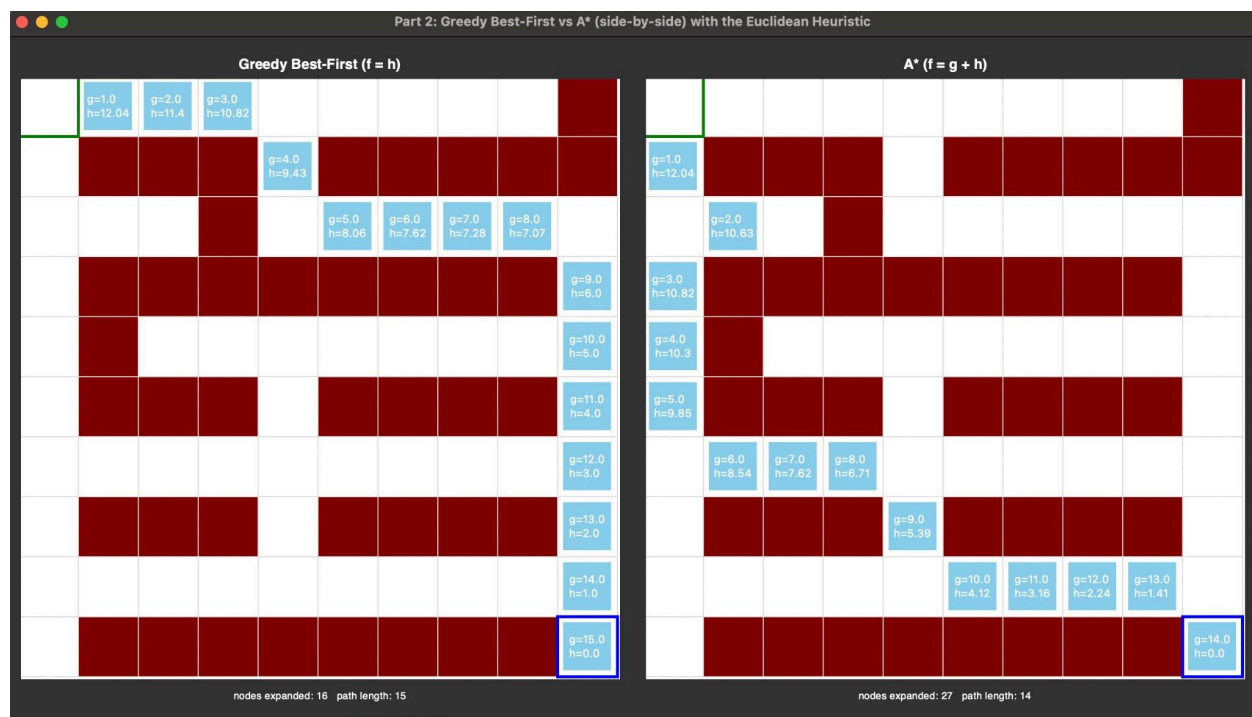 Part 2: Greedy Best-First vs A* (side-by-side) with the Euclidean Heuristic
Greedy Best-First (f = h)
g=1.0
h=12.04
g=2.0
h=11.4
g=3.0
h=10.82
g=4.0
h=9.43
g=5.0
h=8.06
g=6.0
h=7.62
g=7.0
h=7.28
g=8.0
h=7.07
g=9.0
h=6.0
g=10.0
h=5.0
g=11.0
h=4.0
g=12.0
h=3.0
g=13.0
h=2.0
g=14.0
h=1.0
g=15.0
h=0.0
nodes expanded: 16 path length: 15
A* (f = g + h)
g=1.0
h=12.04
g=2.0
h=10.63
g=3.0
h=10.82
g=4.0
h=10.3
g=5.0
h=9.85
g=6.0
h=8.54
g=7.0
h=7.62
g=8.0
h=6.71
g=9.0
h=5.39
g=10.0
h=4.12
g=11.0
h=3.16
g=12.0
h=2.24
g=13.0
h=1.41
g=14.0
h=0.0
nodes expanded: 27 path length: 14